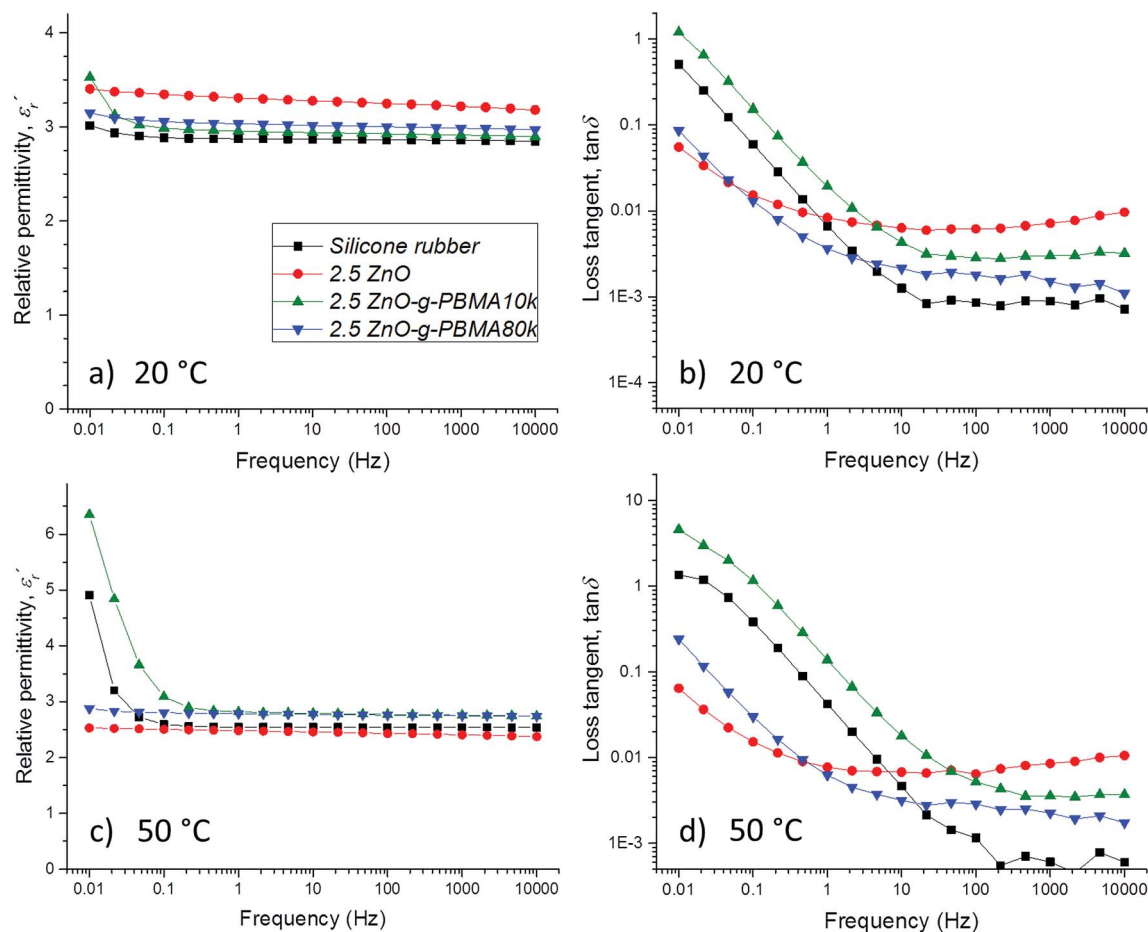 4
3
2
1
0
Relative permittivity, εr´
Silicone rubber
2.5 ZnO
2.5 ZnO-g-PBMA10k
2.5 ZnO-g-PBMA80k
a) 20 °C
0.01 0.1 1 10 100 1000 10000
Frequency (Hz)
1
0.1
0.01
1E-3
1E-4
Loss tangent, tanδ
b) 20 °C
0.01 0.1 1 10 100 1000 10000
Frequency (Hz)
6
5
4
3
2
1
0
Relative permittivity, εr´
c) 50 °C
0.01 0.1 1 10 100 1000 10000
Frequency (Hz)
10
1
0.1
0.01
1E-3
Loss tangent, tanδ
d) 50 °C
0.01 0.1 1 10 100 1000 10000
Frequency (Hz)